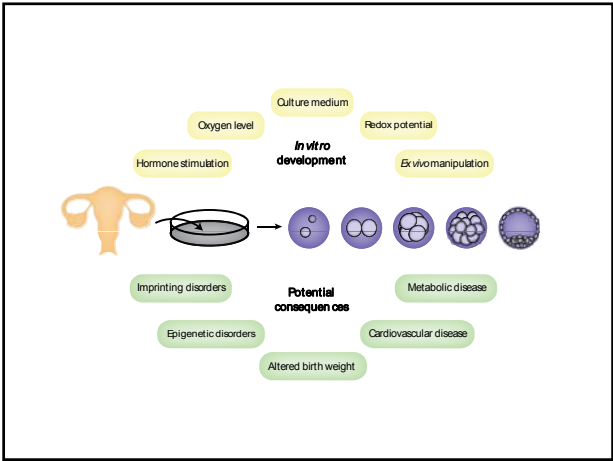 Culture medium
Oxygen level
Redox potential
In vitro
development
Hormone stimulation
Ex vivo manipulation
Imprinting disorders
Potential
consequences
Metabolic disease
Epigenetic disorders
Cardiovascular disease
Altered birth weight